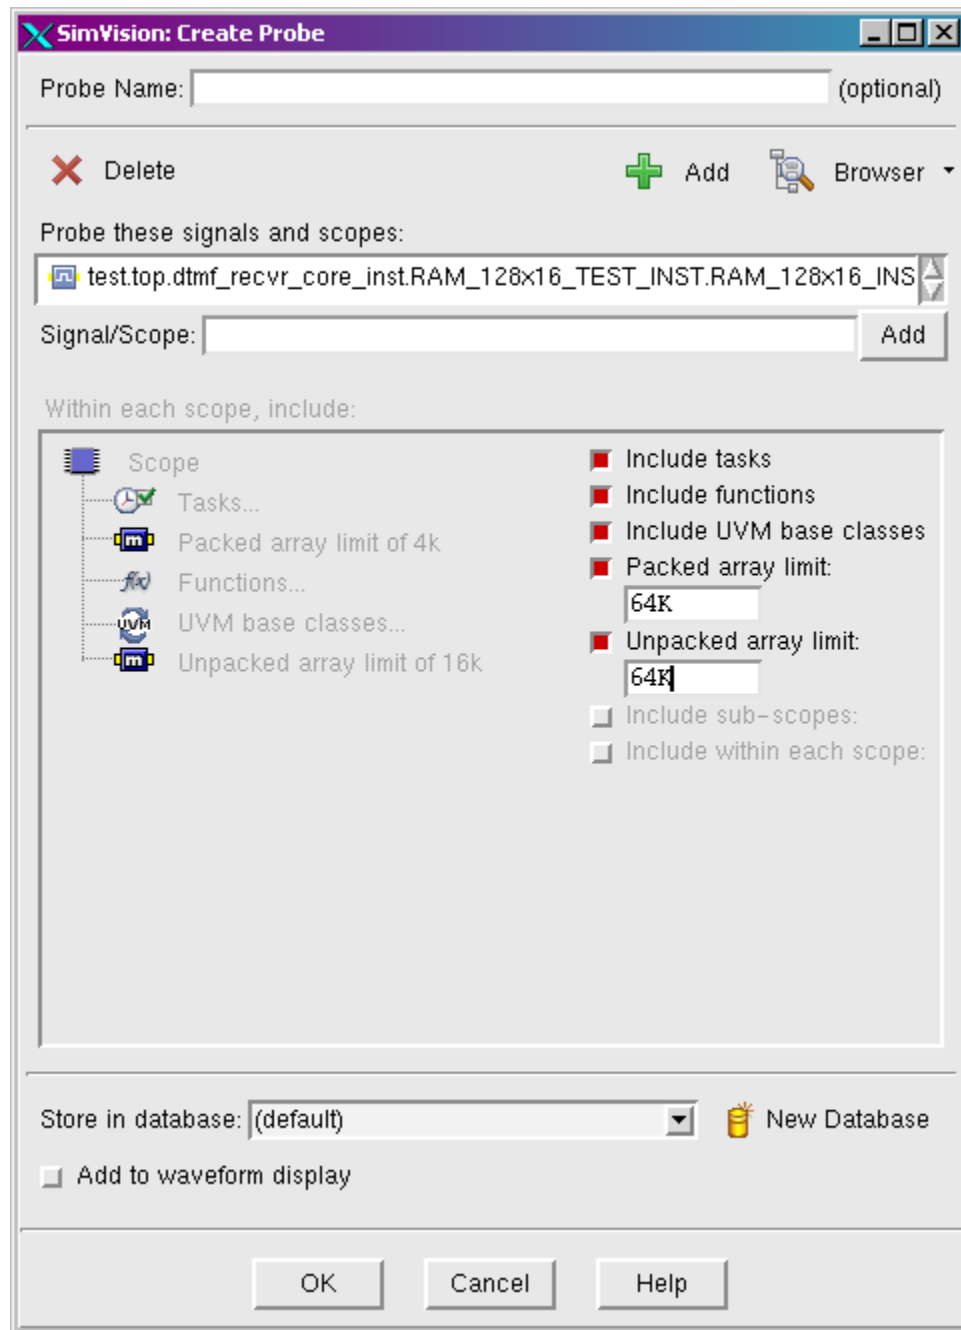 SimVision: Create Probe
Probe Name: (optional)
Delete Add Browser
Probe these signals and scopes:
test.top.dtmf_recvr_core_inst.RAM_128x16_TEST_INST.RAM_128x16_INS
Signal/Scope: Add
Within each scope, include:
Scope
Tasks...
Packed array limit of 4k
Functions...
UVM UVM base classes...
Unpacked array limit of 16k
Include tasks
Include functions
Include UVM base classes
Packed array limit:
64K
Unpacked array limit:
64K
Include sub-scopes:
Include within each scope:
Store in database: (default) New Database
Add to waveform display
OK Cancel Help